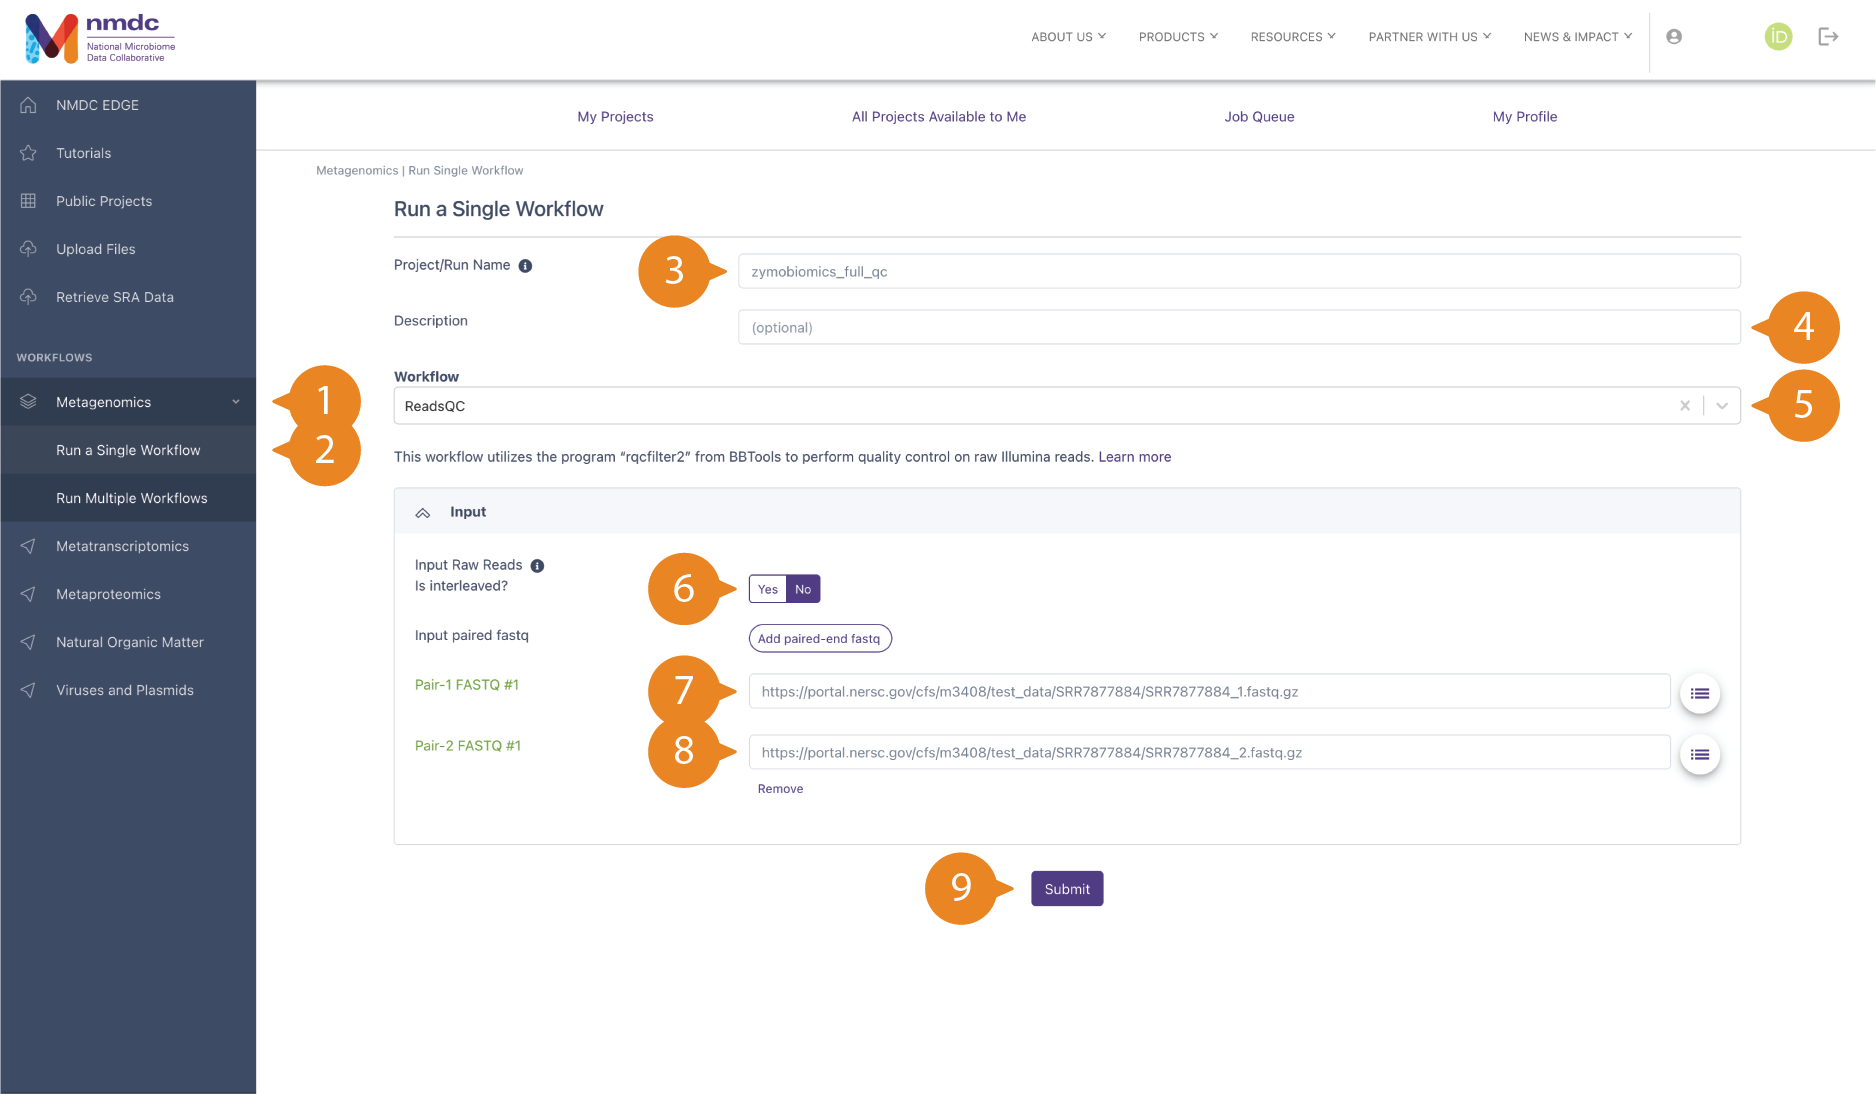 nmdc
National Microbiome
Data Collaborative
ABOUT US
PRODUCTS
RESOURCES
PARTNER WITH US
NEWS & IMPACT
ID
NMDC EDGE
Tutorials
Public Projects
Upload Files
Retrieve SRA Data
WORKFLOWS
Metagenomics
Run a Single Workflow
Run Multiple Workflows
Metatranscriptomics
Metaproteomics
Natural Organic Matter
Viruses and Plasmids
1
2
My Projects
All Projects Available to Me
Job Queue
My Profile
Metagenomics | Run Single Workflow
Run a Single Workflow
Project/Run Name
3
zymobiomics_full_qc
Description
(optional)
4
Workflow
ReadsQC
5
This workflow utilizes the program “rqcfilter2” from BBTools to perform quality control on raw Illumina reads. Learn more
Input
Input Raw Reads
Is interleaved?
6
Yes No
Input paired fastq
Add paired-end fastq
Pair-1 FASTQ #1
7
https://portal.nersc.gov/cfs/m3408/test_data/SRR7877884/SRR7877884_1.fastq.gz
Pair-2 FASTQ #1
8
https://portal.nersc.gov/cfs/m3408/test_data/SRR7877884/SRR7877884_2.fastq.gz
Remove
9
Submit